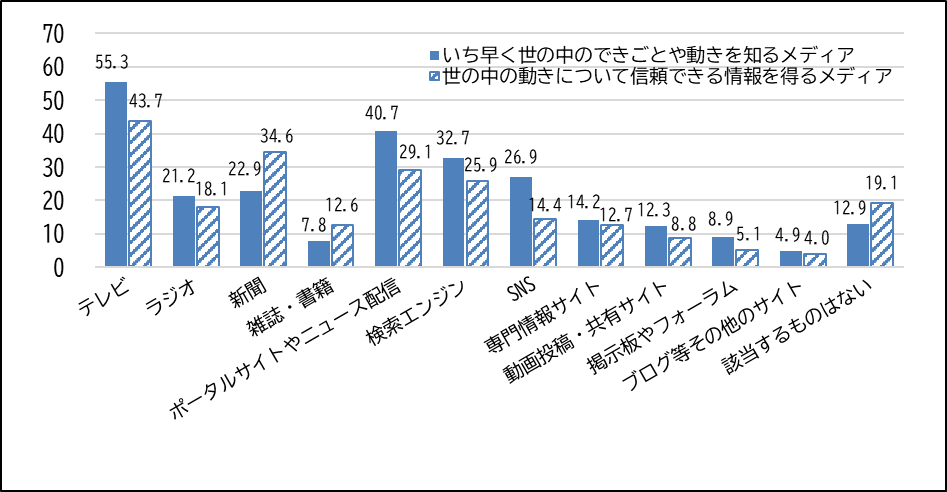 70
60
50
40
30
20
10
0
いち早く世の中のできごとや動きを知るメディア
世の中の動きについて信頼できる情報を得るメディア
55.3
43.7
21.2
18.1
22.9
34.6
7.8
12.6
40.7
29.1
32.7
25.9
26.9
14.4
14.2
12.7
12.3
8.8
8.9
5.1
4.9
4.0
12.9
19.1
テレビ
ラジオ
新聞
雑誌・書籍
ポータルサイトやニュース配信
検索エンジン
SNS
専門情報サイト
動画投稿・共有サイト
掲示板やフォーラム
ブログ等その他のサイト
該当するものはない